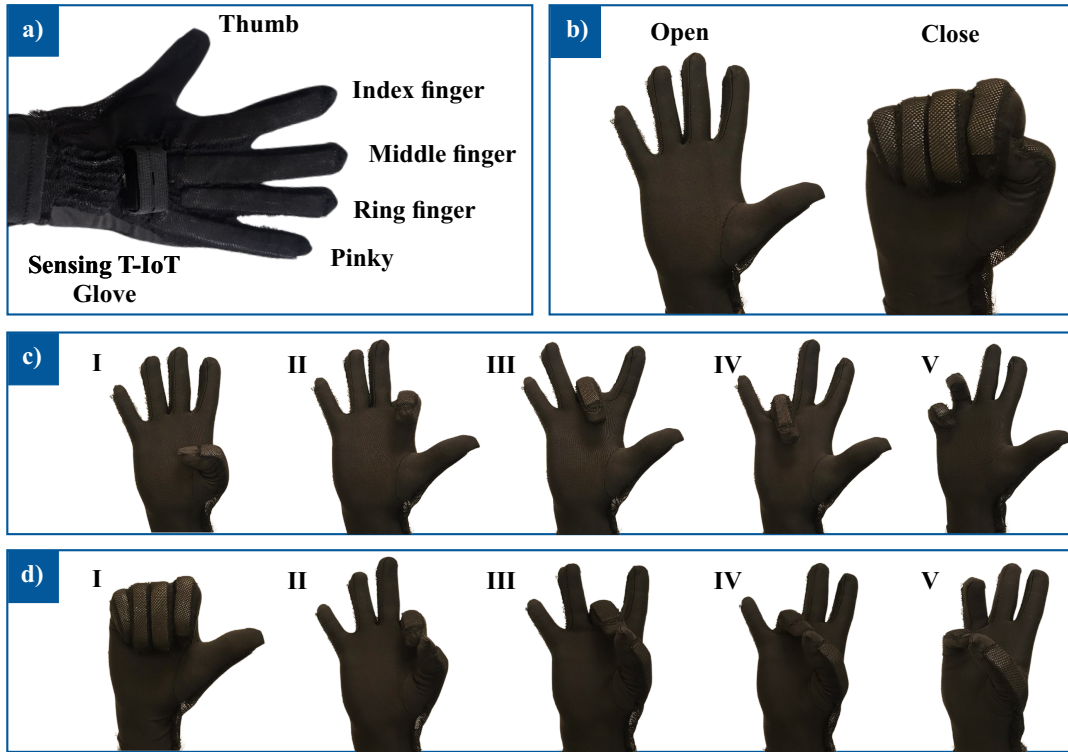 a)
Thumb
Index finger
Middle finger
Ring finger
Pinky
Sensing T-IoT
Glove
b)
Open
Close
c)
I
II
III
IV
V
d)
I
II
III
IV
V